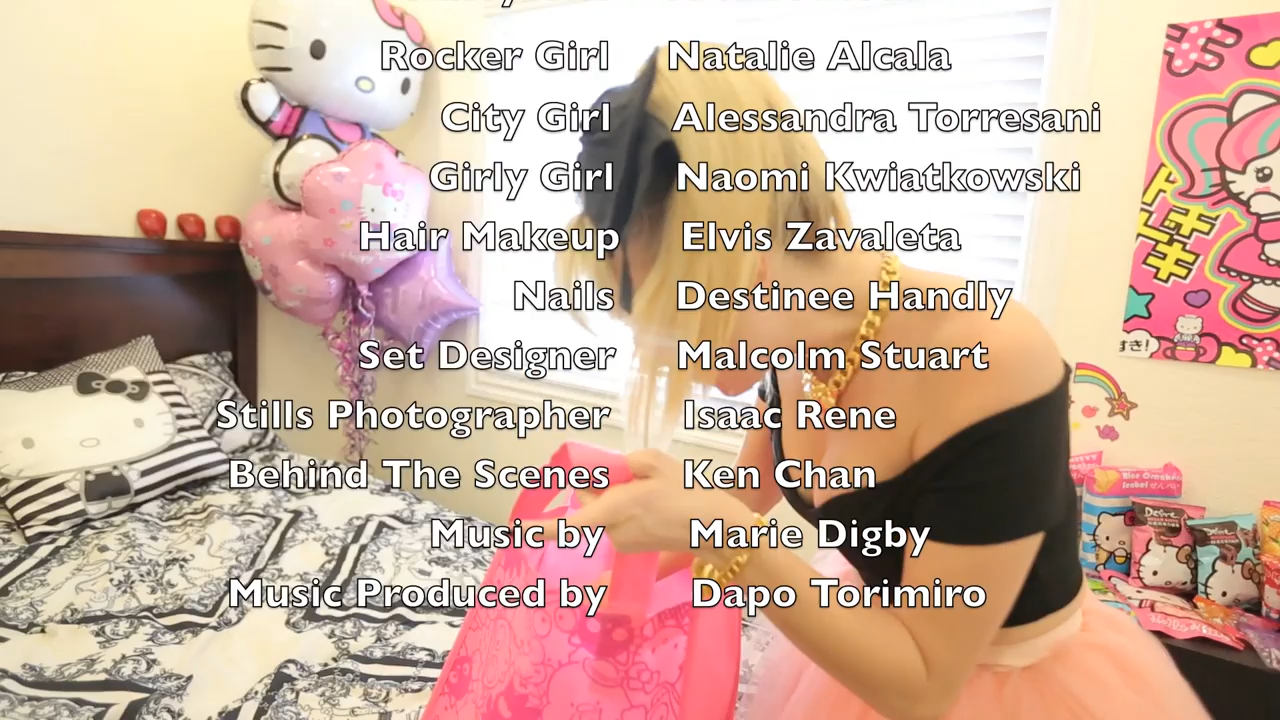 Rocker Girl Natalie Alcala
City Girl Alessandra Torresani
Girly Girl Naomi Kwiatkowski
Hair Makeup Elvis Zavaleta
Nails Destinee Handly
Set Designer Malcolm Stuart
Stills Photographer Isaac Rene
Behind The Scenes Ken Chan
Music by Marie Digby
Music Produced by Dapo Torimiro
すき!